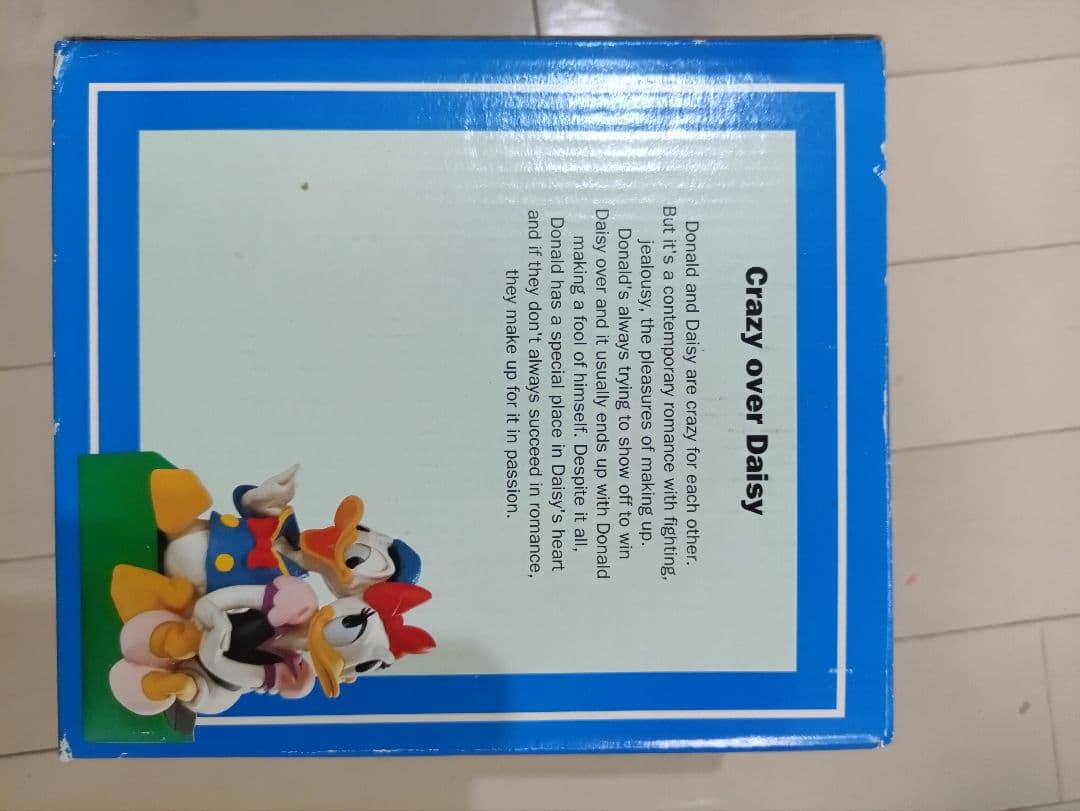 Crazy over Daisy
Donald and Daisy are crazy for each other.
But it's a contemporary romance with fighting,
jealousy, the pleasures of making up.
Donald's always trying to show off to win
Daisy over and it usually ends up with Donald
making a fool of himself. Despite it all,
Donald has a special place in Daisy's heart
and if they don't always succeed in romance,
they make up for it in passion.